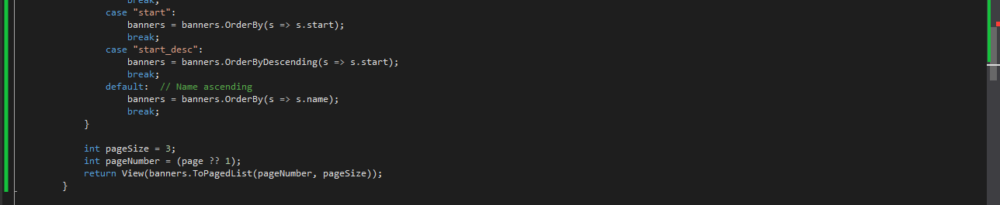 break;
case "start":
banners = banners.OrderBy(s => s.start);
break;
case "start_desc":
banners = banners.OrderByDescending(s => s.start);
break;
default:  // Name ascending
banners = banners.OrderBy(s => s.name);
break;
}
int pageSize = 3;
int pageNumber = (page ?? 1);
return View(banners.ToPagedList(pageNumber, pageSize));
}